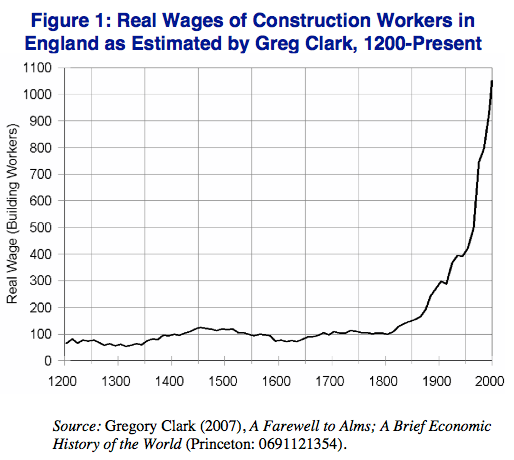 Figure 1: Real Wages of Construction Workers in
England as Estimated by Greg Clark, 1200-Present
1100
1000
900
800
700
600
500
400
300
200
100
0
Real Wage (Building Workers)
1200 1300 1400 1500 1600 1700 1800 1900 2000
Source: Gregory Clark (2007), A Farewell to Alms; A Brief Economic
History of the World (Princeton: 0691121354).